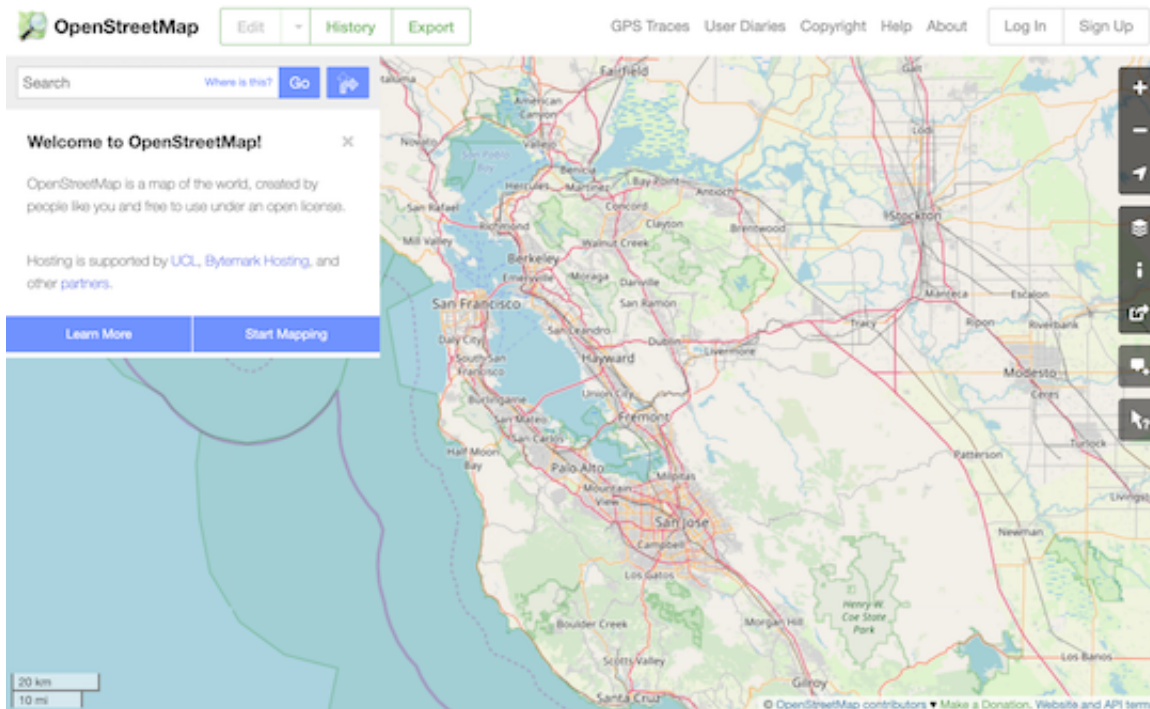 OpenStreetMap
Edit
History
Export
GPS Traces
User Diaries
Copyright
Help
About
Log In
Sign Up
Search
Where is this?
Go
Welcome to OpenStreetMap!
OpenStreetMap is a map of the world, created by
people like you and free to use under an open license.
Hosting is supported by UCL, Bytemark Hosting, and
other partners.
Learn More
Start Mapping
Fairfield
Galt
taluma
American
Canyon
Lodi
Novato
Vallejo
San Pablo
Bay
Benicia
Hercules
Martinez
Bay Point
Antioch
San Rafael
Concord
Stockton
Richmond
Clayton
Brentwood
Mill Valley
Walnut Creek
Berkeley
Emeryville
Moraga
Danville
Manteca
Escalon
San Francisco
San Ramon
Tracy
Ripon
Riverbank
San Leandro
Daly City
Dublin
Livermore
South San
Francisco
Hayward
Modesto
Union City
Ceres
Burlingame
San Mateo
Fremont
San Carlos
Turlock
Half Moon
Bay
Palo Alto
Patterson
Mountain
View
Milpitas
Livingst
San Jose
Newman
Campbell
Los Gatos
Henry W.
Coe State
Park
Boulder Creek
Morgan Hill
Scotts Valley
Los Banos
Gilroy
Santa Cruz
20 km
10 mi
© OpenStreetMap contributors ♥ Make a Donation. Website and API term